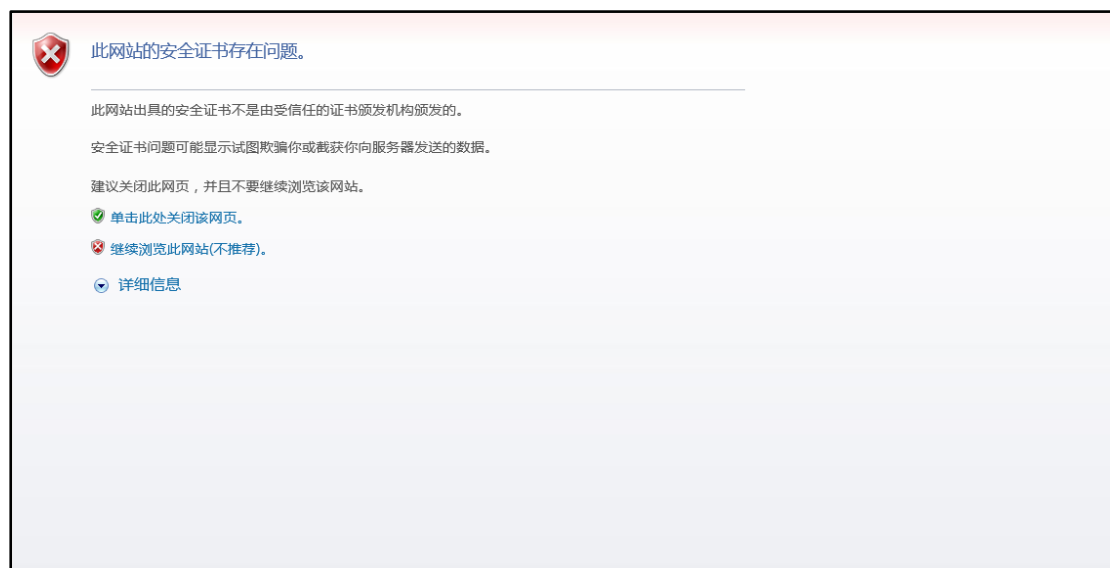 此网站的安全证书存在问题。
此网站出具的安全证书不是由受信任的证书颁发机构颁发的。
安全证书问题可能显示试图欺骗你或截获你向服务器发送的数据。
建议关闭此网页，并且不要继续浏览该网站。
单击此处关闭该网页。
继续浏览此网站(不推荐)。
详细信息